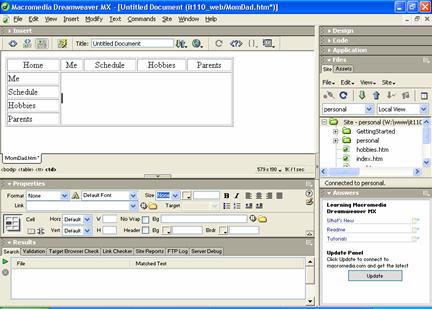 Macromedia Dreamweaver MX - [Untitled Document (it110_web/MomDad.htm*)]
File Edit View Insert Modify Text Commands Site Window Help
Insert
Title: Untitled Document
Home Me Schedule Hobbies Parents
Me
Schedule
Hobbies
Parents
MomDad.htm*
<body> <table> <tr> <td> 579 x 190 1K / 1 sec
Properties
Format None Default Font Size None B I
Link Target
Cell Horz Default W No Wrap Bg
Vert Default H Header Bg Brdr
Results
Search Validation Target Browser Check Link Checker Site Reports FTP Log Server Debug
File Matched Text
Design
Code
Application
Files
Site Assets
File Edit View Site
personal Local View
Site - personal (W:\www\it110
GettingStarted
personal
hobbies.htm
index.htm
Connected to personal.
Answers
Learning Macromedia
Dreamweaver MX
What's New
Readme
Tutorials
Update Panel
Click Update to connect to
macromedia.com and get the latest
Update